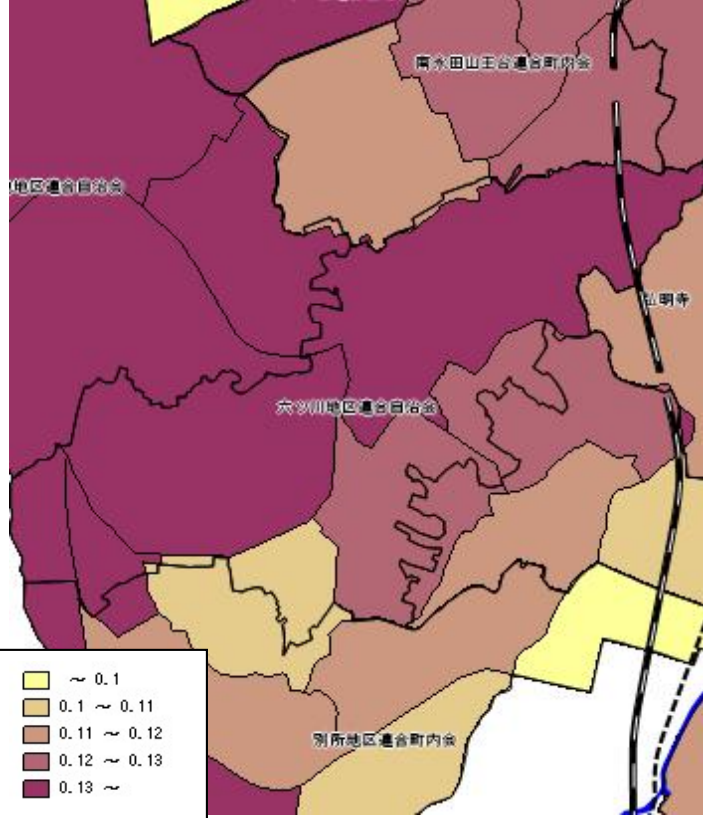 南永田山王台連合町内会
地区連合自治会
弘明寺
六ツ川地区連合自治会
別所地区連合町内会
～ 0.1
0.1 ～ 0.11
0.11 ～ 0.12
0.12 ～ 0.13
0.13 ～